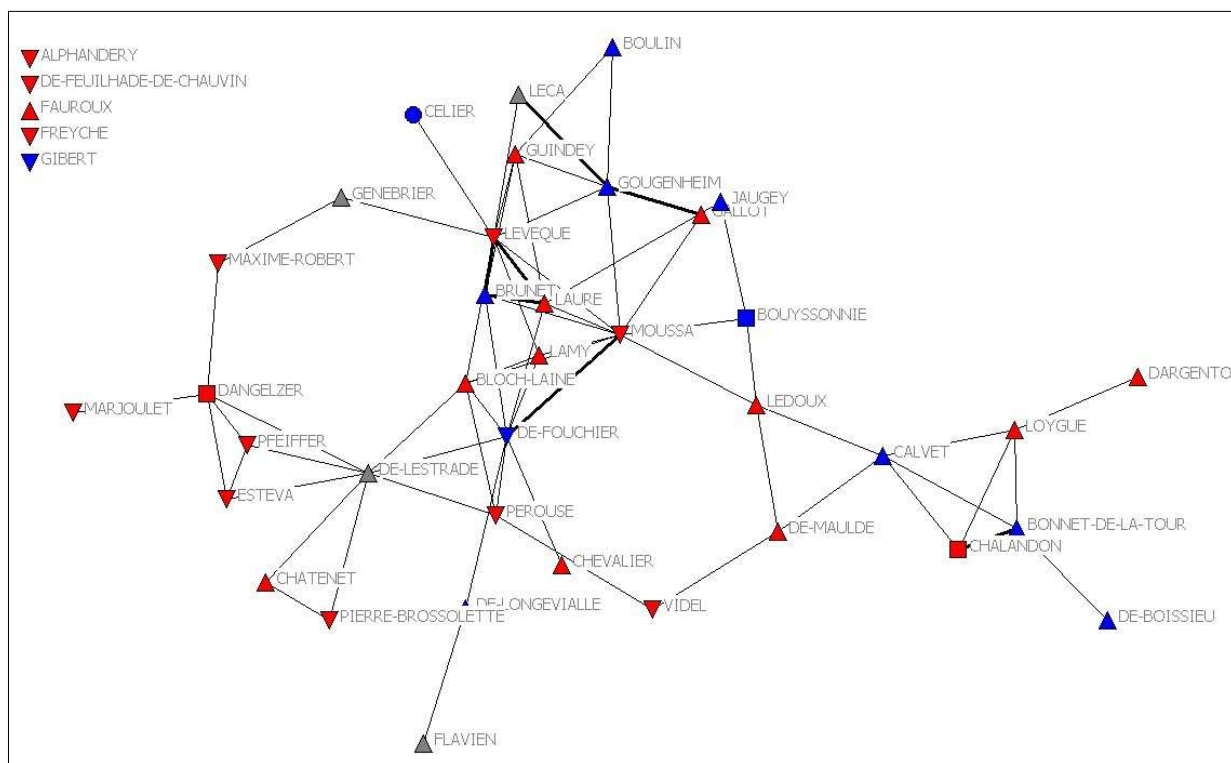 ALPHANDERY
DE-FEUILHADE-DE-CHAUVIN
FAUROUX
FREYCHE
GIBERT
BOULIN
LECA
CELIER
GUINDEY
GOUGENHEIM
GENEBRIER
JAUGEY
GALLOT
LEVEQUE
MAXIME-ROBERT
BRUNET
LAURE
BOUYSSONNIE
MOUSSA
LAMY
BLOCH-LAINE
DARGENTO
DANGELZER
MARJOULET
LEDOUX
LOYGUE
DE-FOUCHIER
PFEIFFER
CALVET
DE-LESTRADE
ESTEVA
PEROUSE
DE-MAULDE
BONNET-DE-LA-TOUR
CHALANDON
CHEVALIER
CHATENET
DE-LONGEVIALLE
VIDEL
PIERRE-BROSSOLETTE
DE-BOISSIEU
FLAVIEN